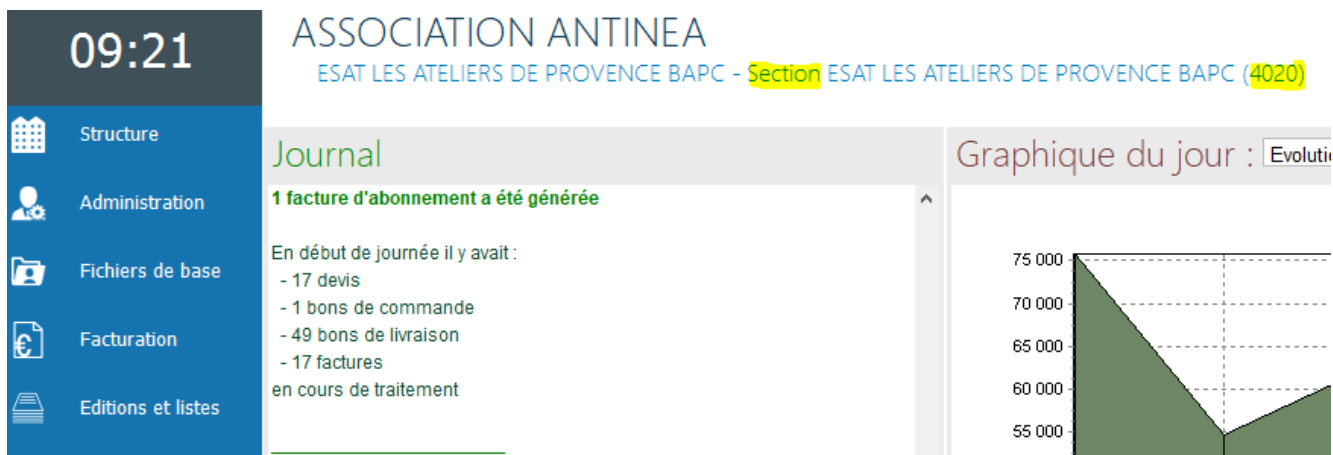 09:21
ASSOCIATION ANTINEA
ESAT LES ATELIERS DE PROVENCE BAPC - Section ESAT LES ATELIERS DE PROVENCE BAPC (4020)
Structure
Administration
Fichiers de base
Facturation
Editions et listes
Journal
1 facture d'abonnement a été générée
En début de journée il y avait :
- 17 devis
- 1 bons de commande
- 49 bons de livraison
- 17 factures
en cours de traitement
Graphique du jour :
75 000
70 000
65 000
60 000
55 000